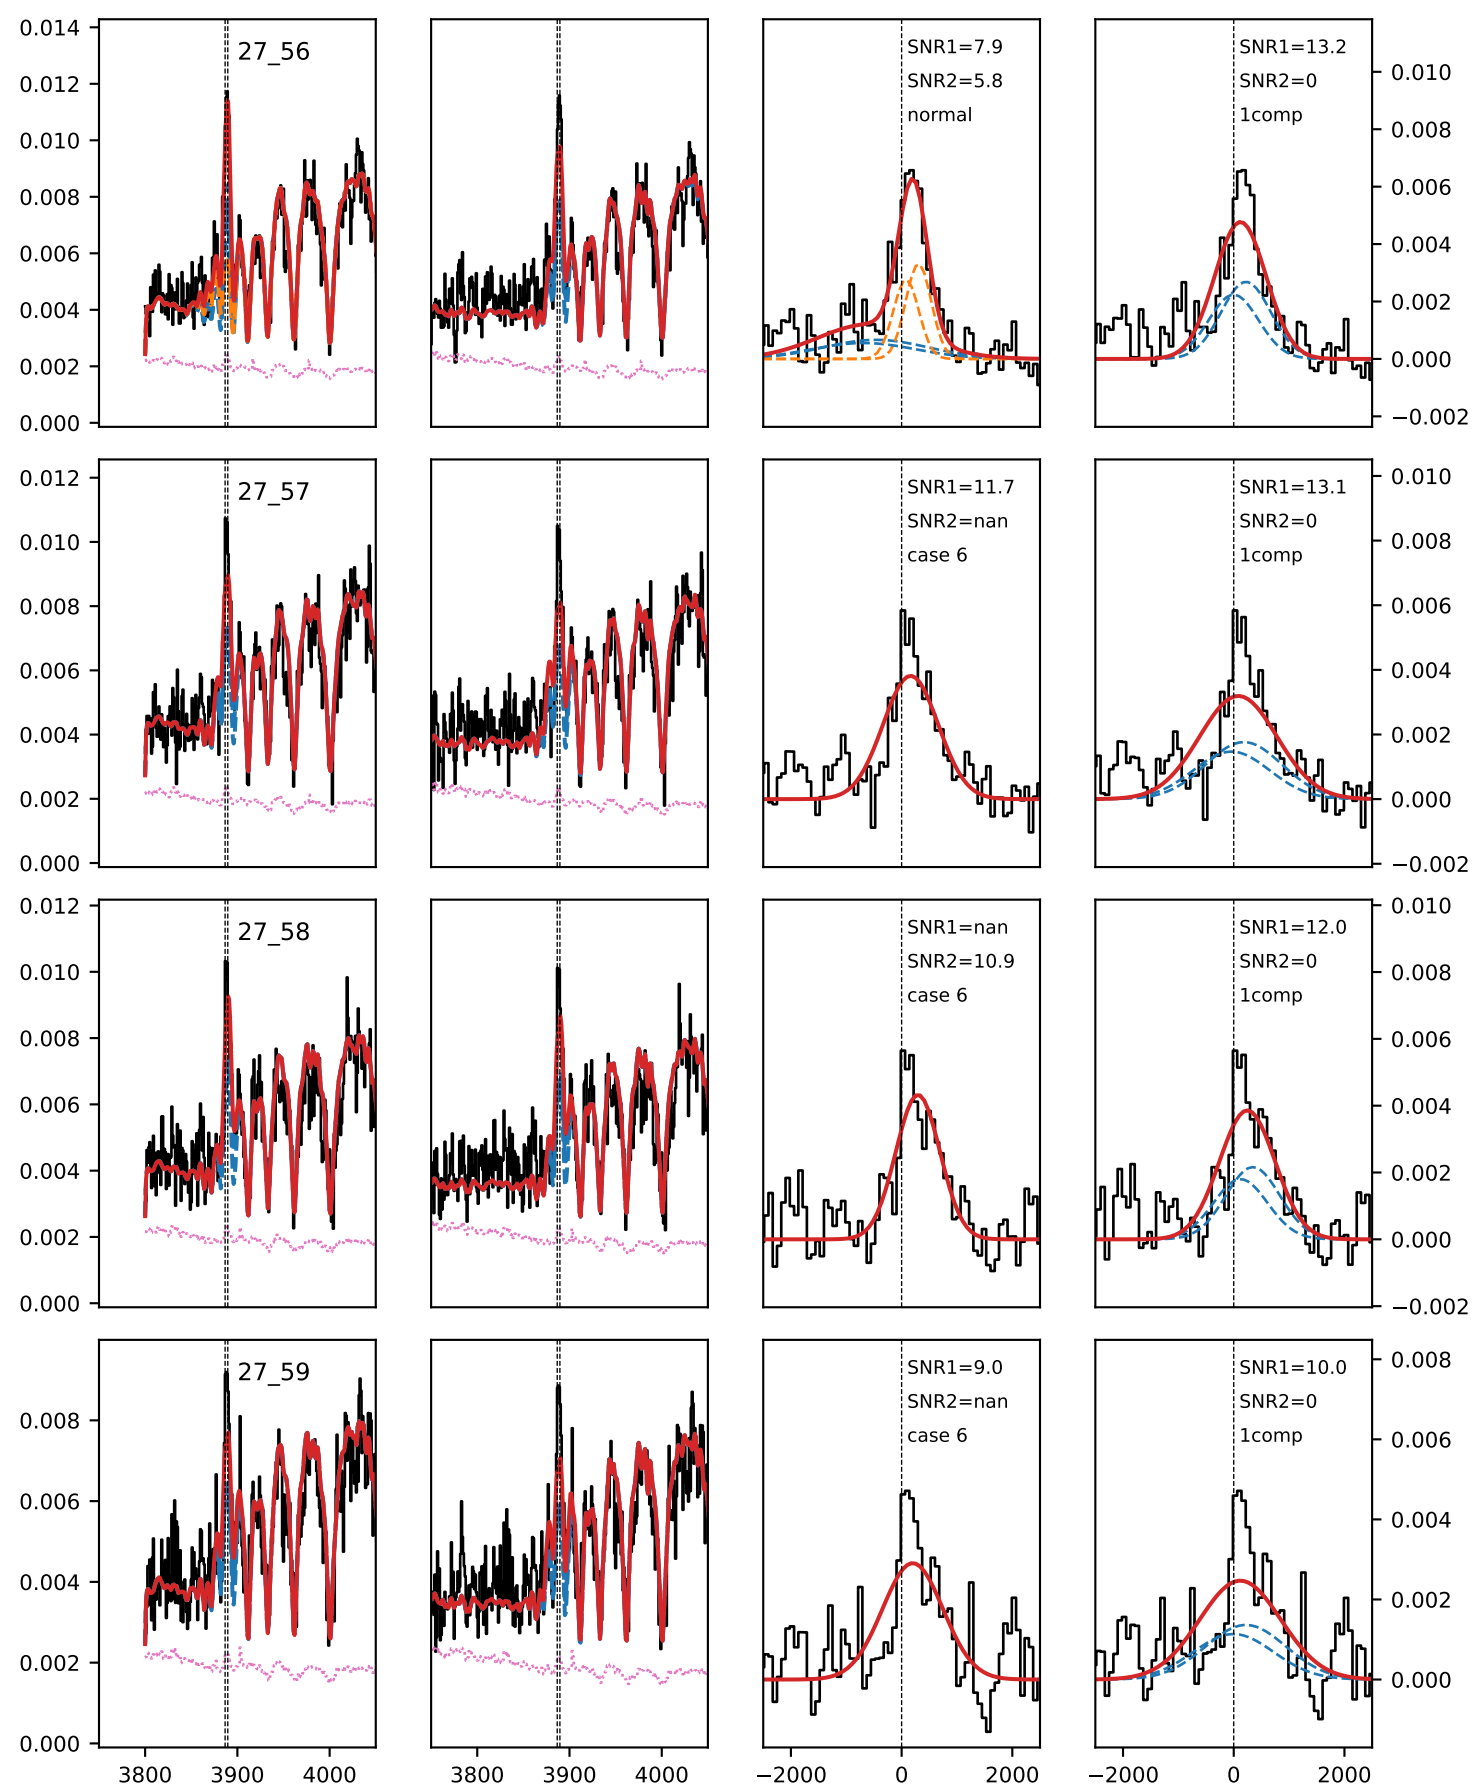 0.014
0.012
0.010
0.008
0.006
0.004
0.002
0.000
27_56
SNR1=7.9
SNR2=5.8
normal
SNR1=13.2
SNR2=0
1comp
0.010
0.008
0.006
0.004
0.002
0.000
−0.002
0.012
0.010
0.008
0.006
0.004
0.002
0.000
27_57
SNR1=11.7
SNR2=nan
case 6
SNR1=13.1
SNR2=0
1comp
0.010
0.008
0.006
0.004
0.002
0.000
−0.002
0.012
0.010
0.008
0.006
0.004
0.002
0.000
27_58
SNR1=nan
SNR2=10.9
case 6
SNR1=12.0
SNR2=0
1comp
0.010
0.008
0.006
0.004
0.002
0.000
−0.002
0.008
0.006
0.004
0.002
0.000
27_59
SNR1=9.0
SNR2=nan
case 6
SNR1=10.0
SNR2=0
1comp
0.008
0.006
0.004
0.002
0.000
3800 3900 4000
3800 3900 4000
−2000 0 2000
−2000 0 2000